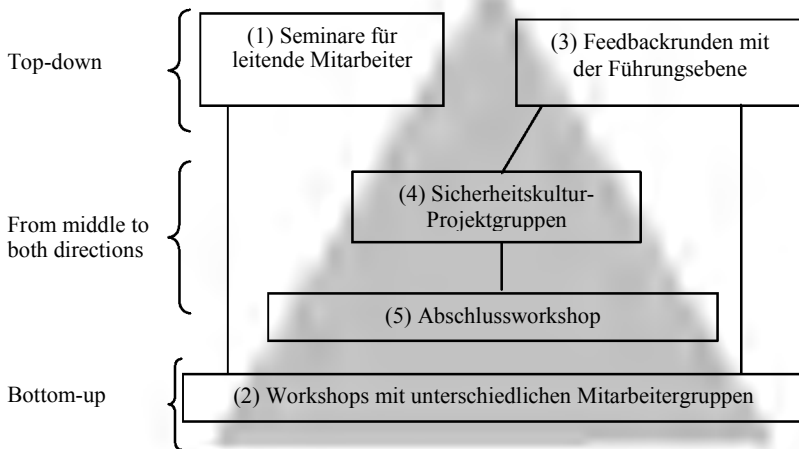 Top-down
(1) Seminare für
leitende Mitarbeiter
(3) Feedbackrunden mit
der Führungsebene
From middle to
both directions
(4) Sicherheitskultur-
Projektgruppen
(5) Abschlussworkshop
Bottom-up
(2) Workshops mit unterschiedlichen Mitarbeitergruppen